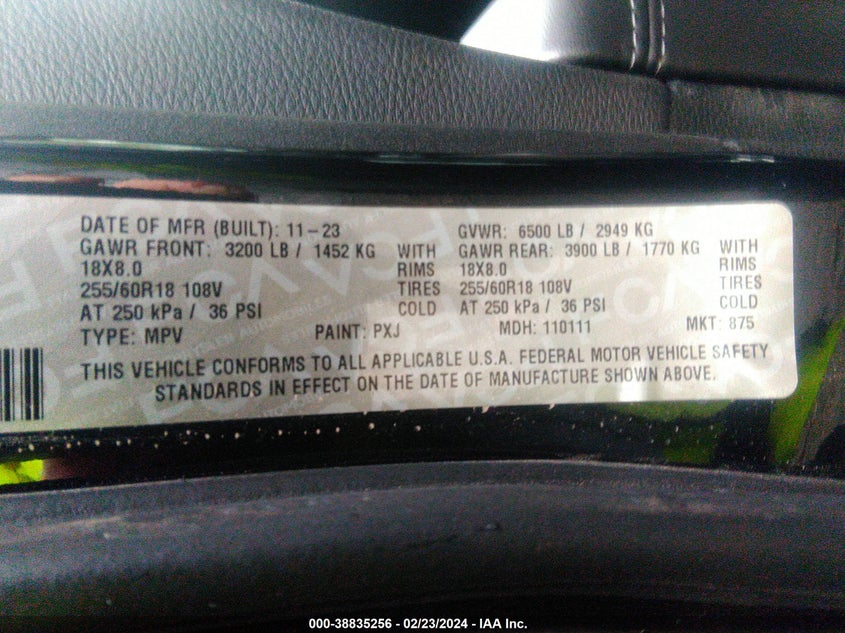 DATE OF MFR (BUILT): 11-23 GVWR: 6500 LB / 2949 KG
GAWR FRONT: 3200 LB / 1452 KG WITH GAWR REAR: 3900 LB / 1770 KG WITH
18X8.0 RIMS 18X8.0 RIMS
255/60R18 108V TIRES 255/60R18 108V TIRES
AT 250 kPa / 36 PSI COLD AT 250 kPa / 36 PSI COLD
TYPE: MPV PAINT: PXJ MDH: 110111 MKT: 875
THIS VEHICLE CONFORMS TO ALL APPLICABLE U.S.A. FEDERAL MOTOR VEHICLE SAFETY
STANDARDS IN EFFECT ON THE DATE OF MANUFACTURE SHOWN ABOVE.
000-38835256 - 02/23/2024 - IAA Inc.